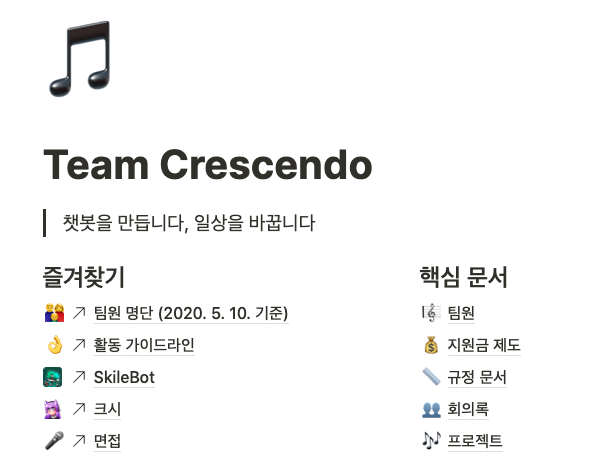 Team Crescendo
챗봇을 만듭니다, 일상을 바꿉니다
즐겨찾기
팀원 명단 (2020. 5. 10. 기준)
활동 가이드라인
SkileBot
크시
면접
핵심 문서
팀원
지원금 제도
규정 문서
회의록
프로젝트